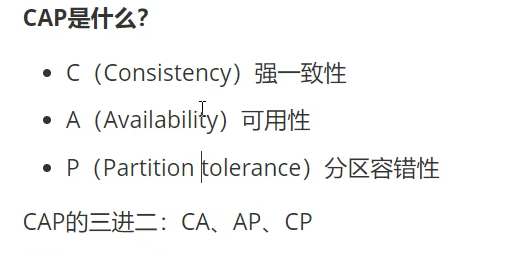 CAP是什么？
C（Consistency）强一致性
A（Availability）可用性
P（Partition tolerance）分区容错性
CAP的三进二：CA、AP、CP